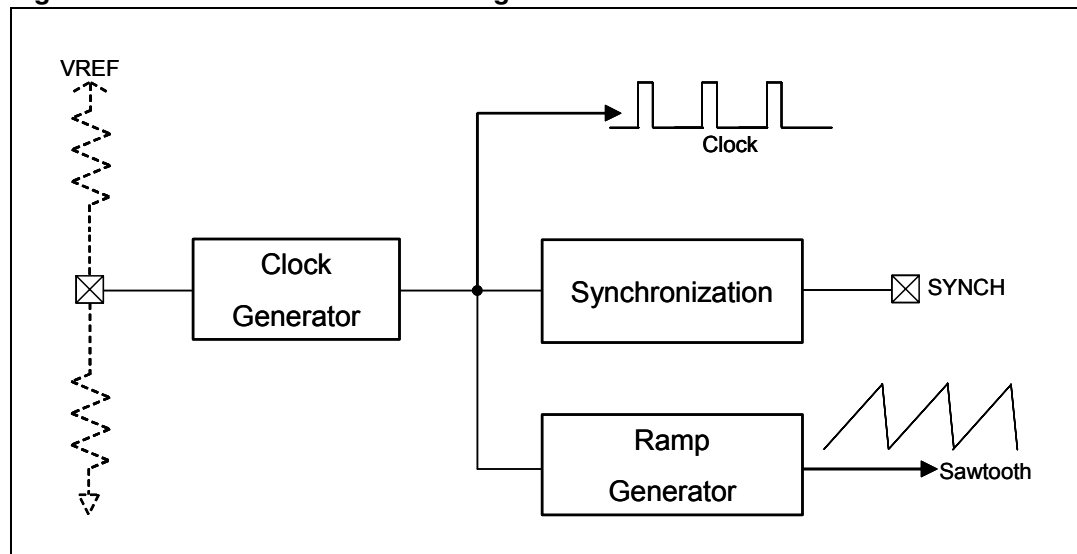 VREF
Clock
Clock
Generator
Synchronization
SYNCH
Ramp
Generator
Sawtooth